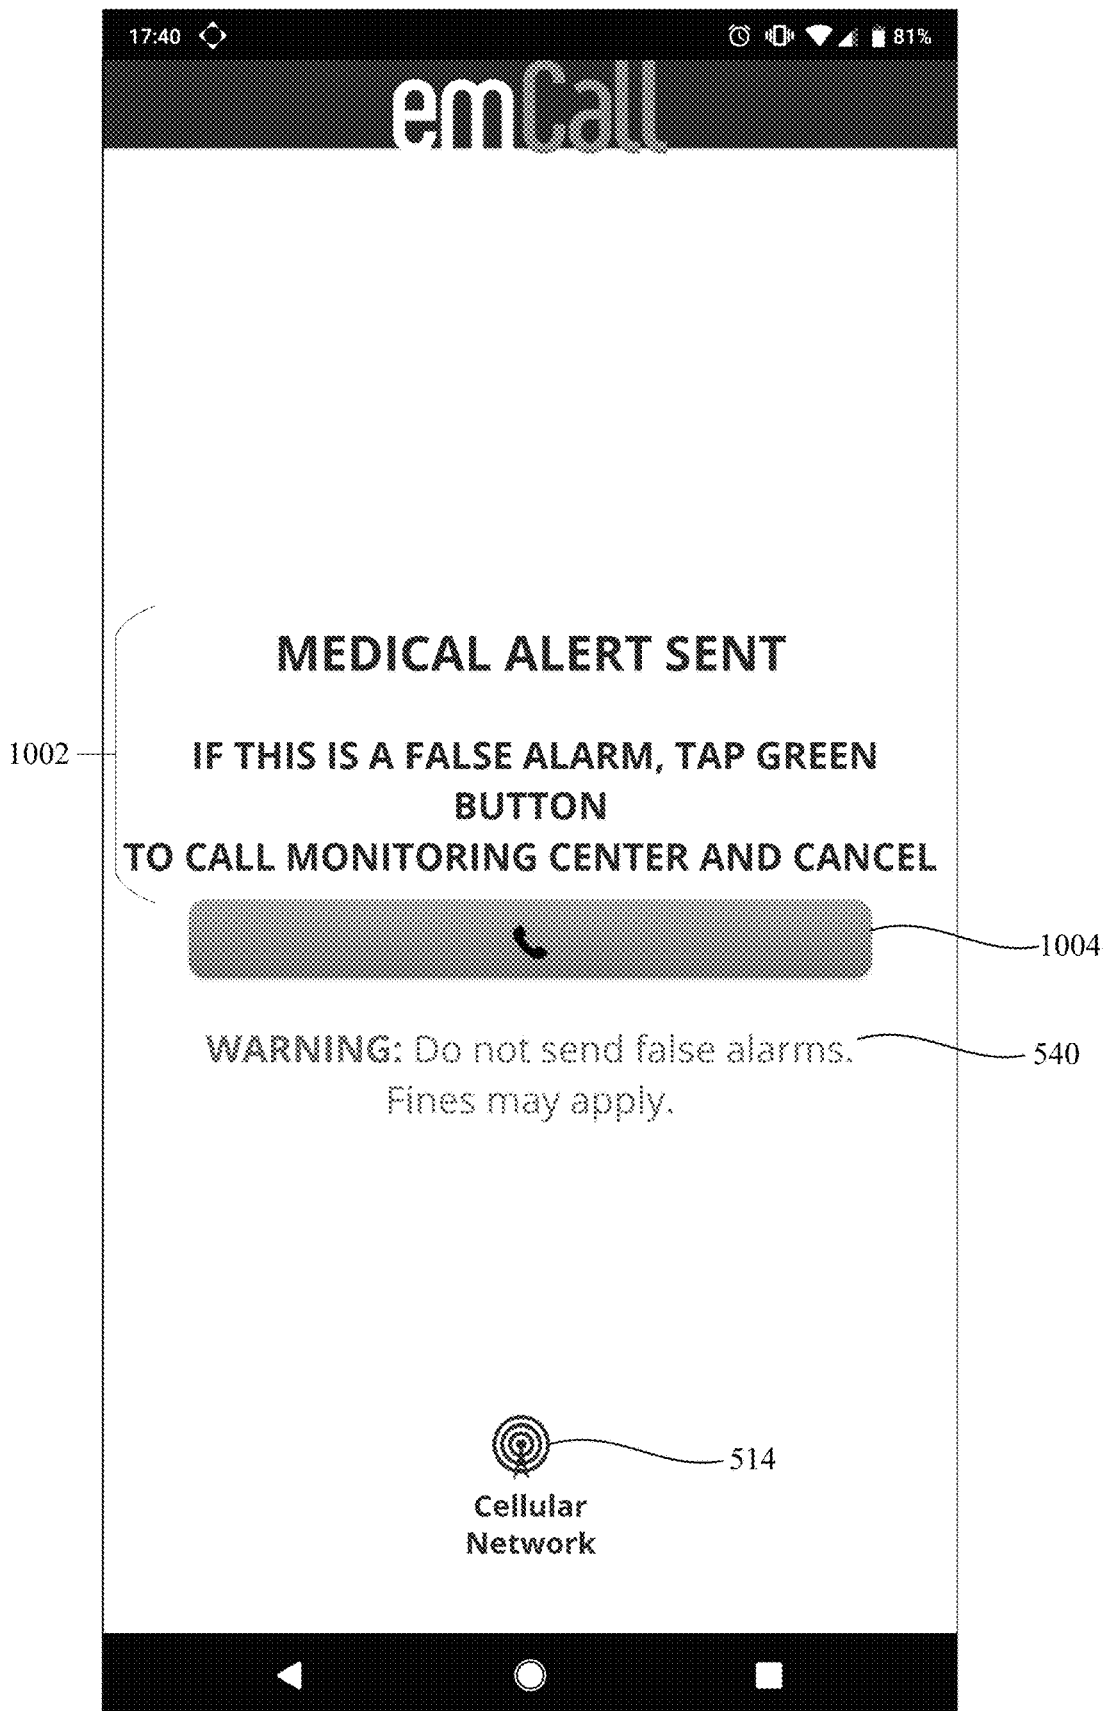 17:40 81%
emCall
MEDICAL ALERT SENT
1002
IF THIS IS A FALSE ALARM, TAP GREEN
BUTTON
TO CALL MONITORING CENTER AND CANCEL
1004
WARNING: Do not send false alarms.
540
Fines may apply.
514
Cellular
Network